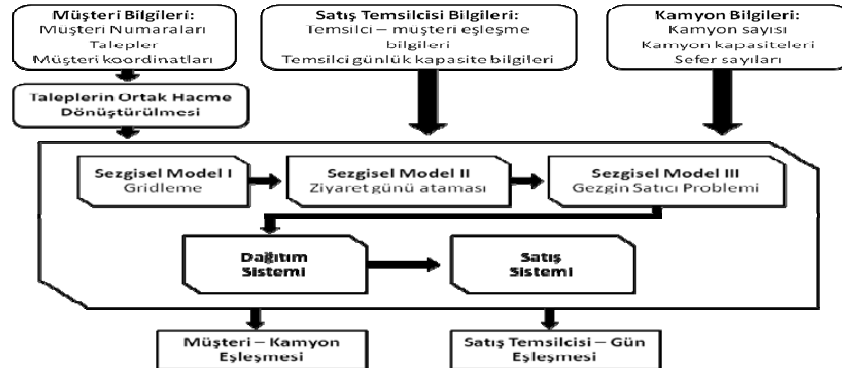 Müşteri Bilgileri:
Müşteri Numaraları
Talepler
Müşteri koordinatları
Satış Temsilcisi Bilgileri:
Temsilci – müşteri eşleşme
bilgileri
Temsilci günlük kapasite bilgileri
Kamyon Bilgileri:
Kamyon sayısı
Kamyon kapasiteleri
Sefer sayıları
Taleplerin Ortak Hacme
Dönüştürülmesi
Sezgisel Model I
Gridleme
Sezgisel Model II
Ziyaret günü ataması
Sezgisel Model III
Gezgin Satıcı Problemi
Dağıtım
Sistemi
Satış
Sistemi
Müşteri – Kamyon
Eşleşmesi
Satış Temsilcisi – Gün
Eşleşmesi